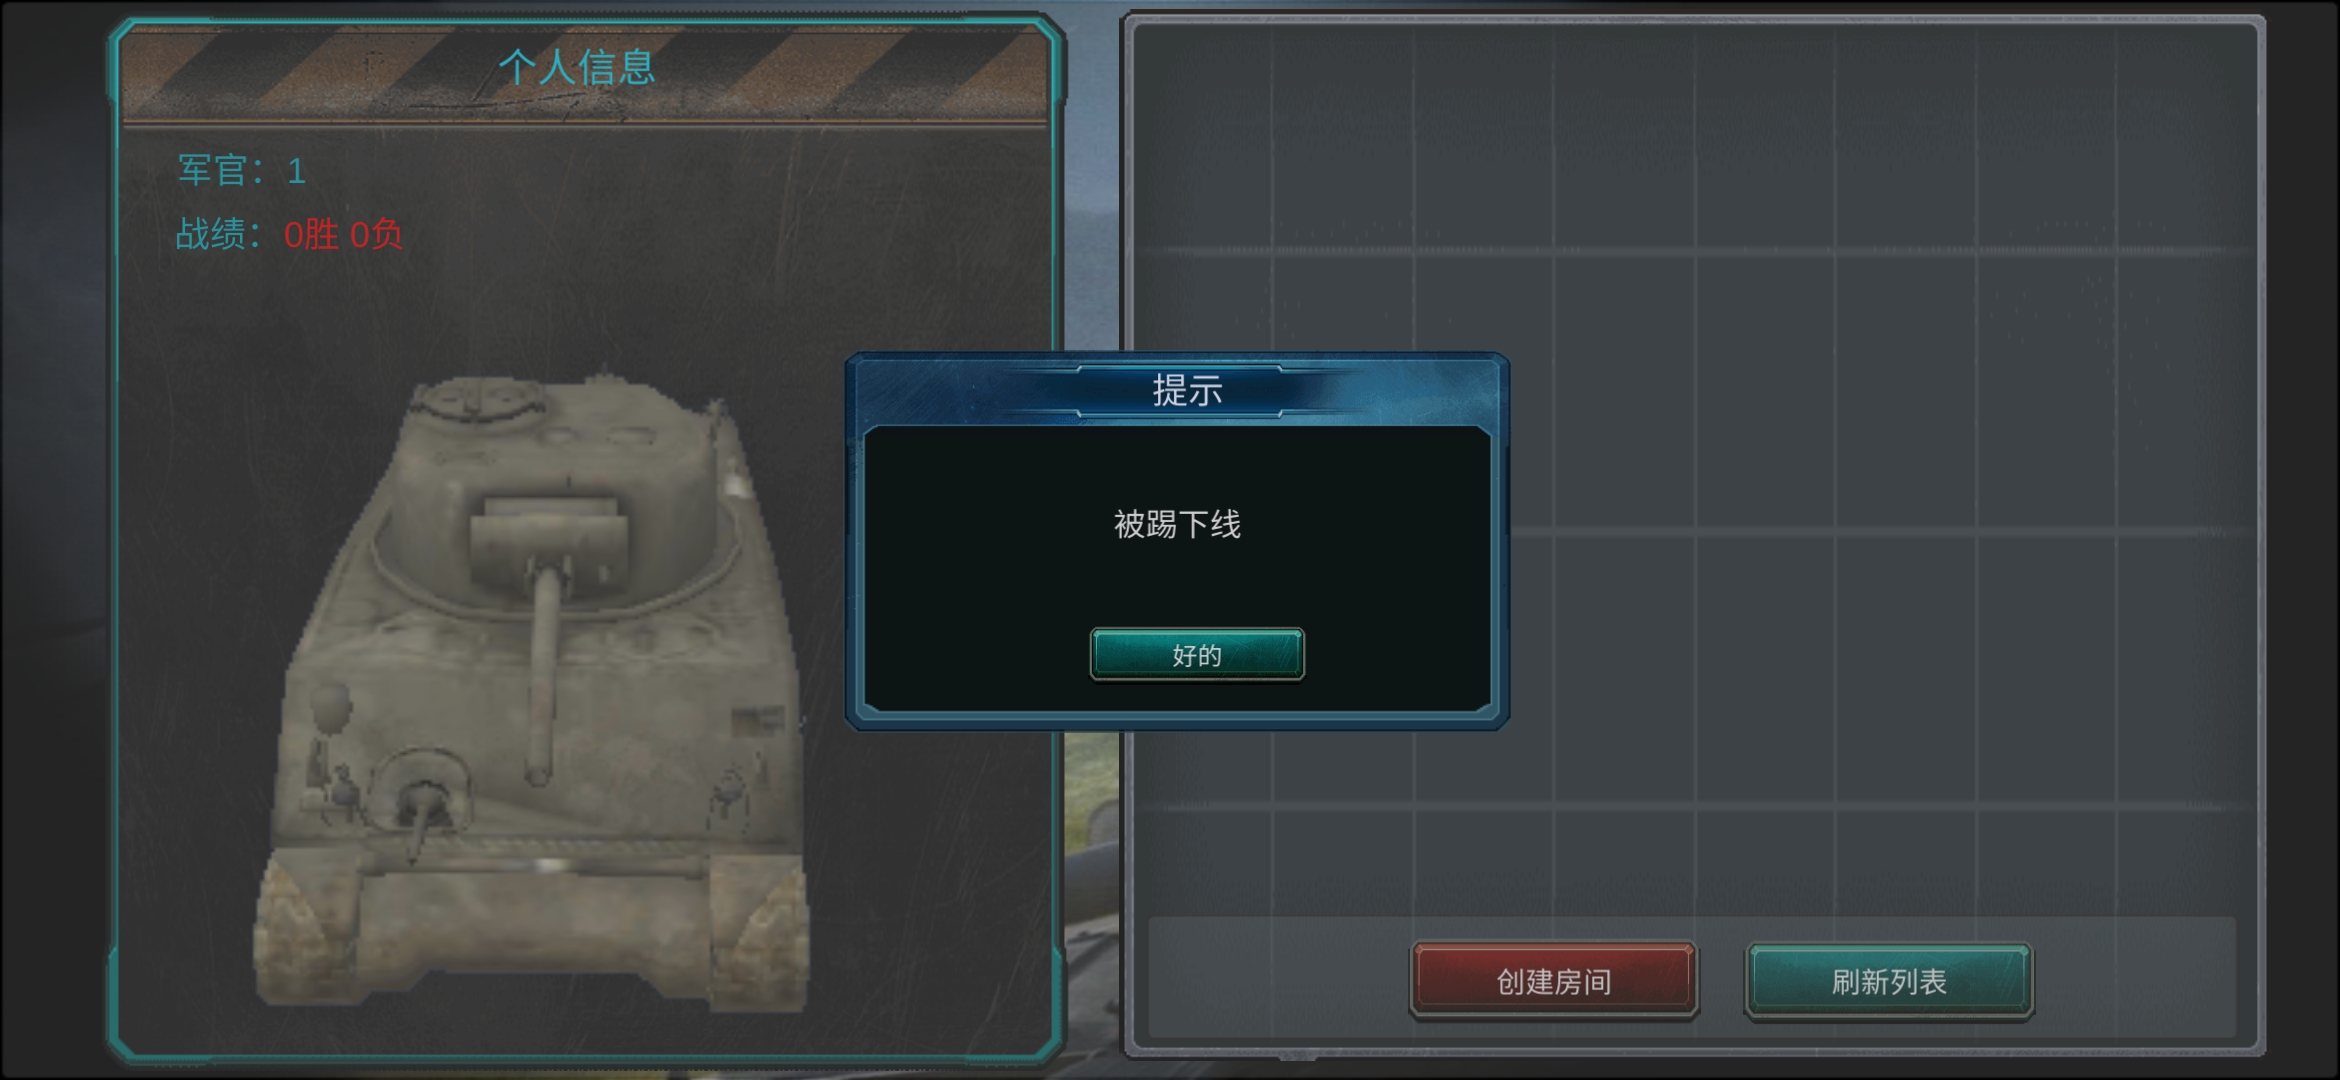 个人信息
军官：1
战绩：0胜 0负
提示
被踢下线
好的
创建房间
刷新列表